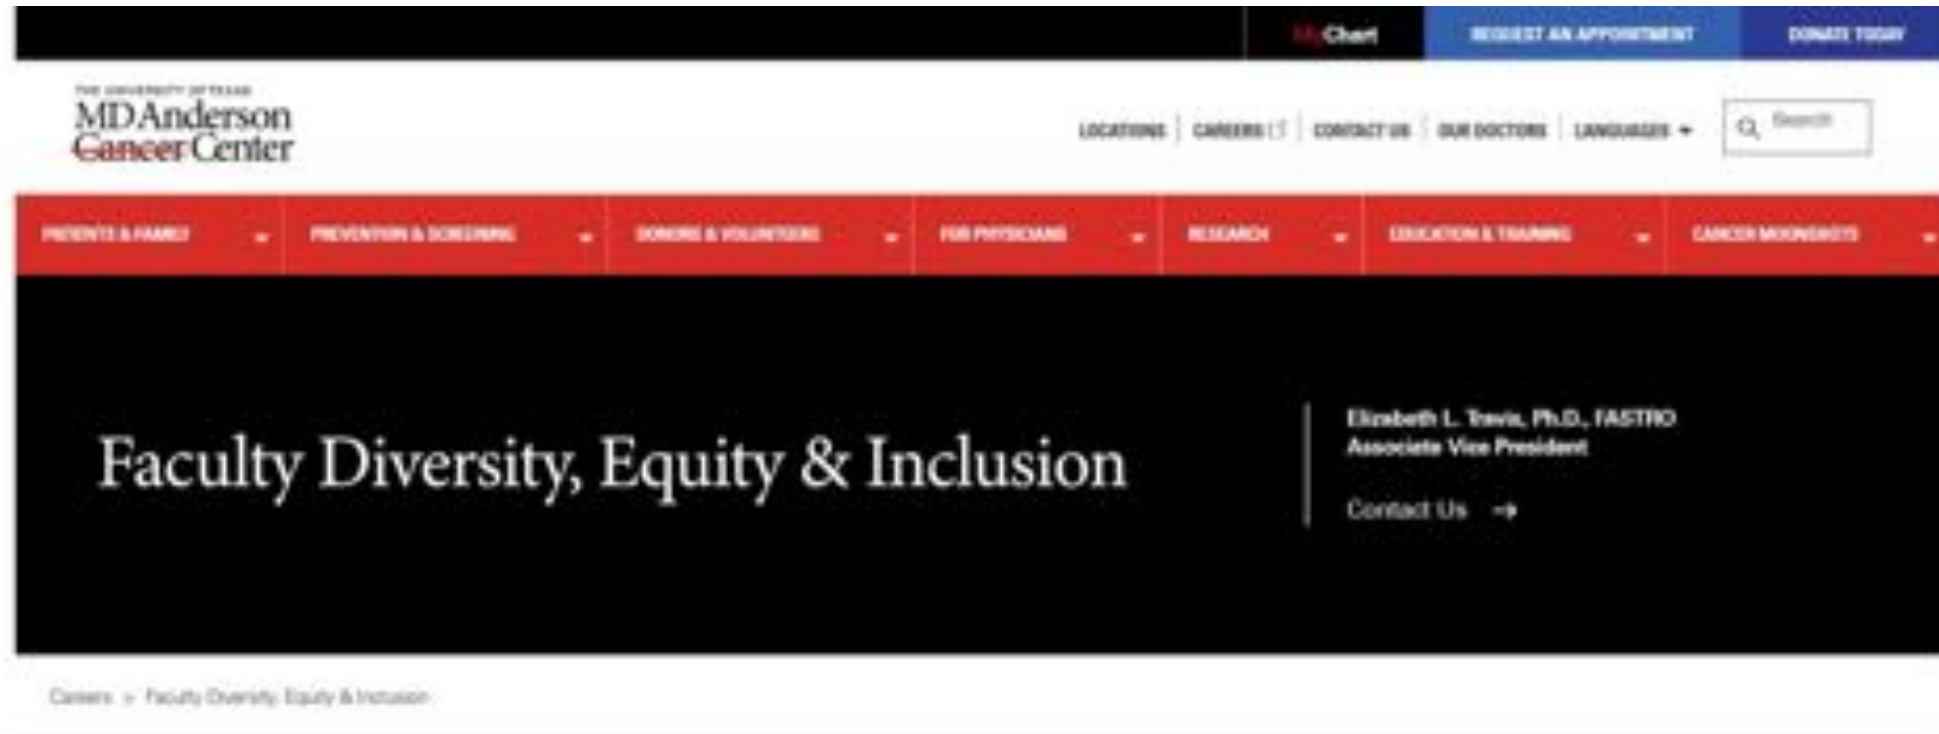 MyChart
REQUEST AN APPOINTMENT
DONATE TODAY
THE UNIVERSITY OF TEXAS
MD Anderson
Cancer Center
LOCATIONS
CAREERS
CONTACT US
OUR DOCTORS
LANGUAGES
Search
PATIENTS & FAMILY
PREVENTION & SCREENING
DONORS & VOLUNTEERS
FOR PHYSICIANS
RESEARCH
EDUCATION & TRAINING
CANCER MOONSHOTS
Faculty Diversity, Equity & Inclusion
Elizabeth L. Travis, Ph.D., FASTRO
Associate Vice President
Contact Us →
Careers > Faculty Diversity, Equity & Inclusion